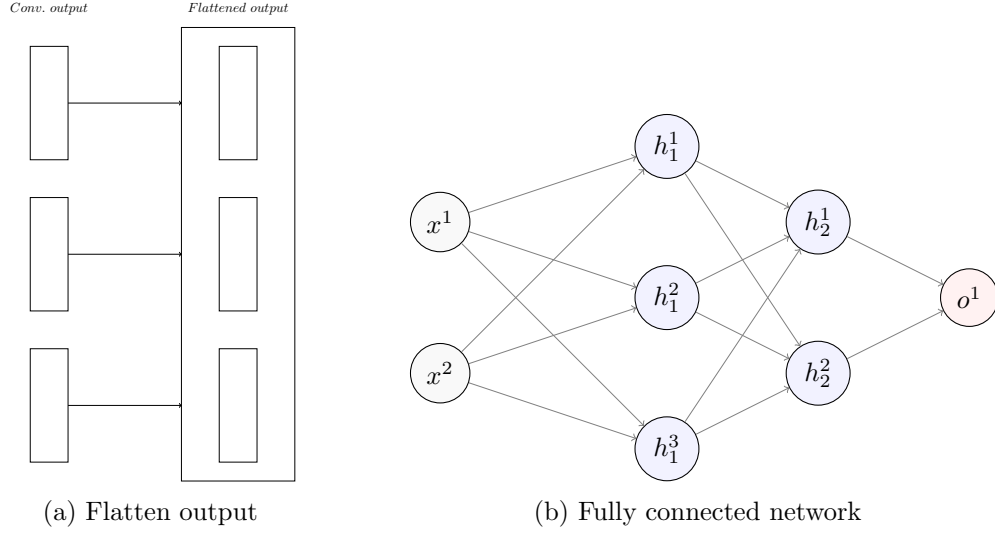 Conv. output
Flattened output
x^1
x^2
h_1^1
h_1^2
h_1^3
h_2^1
h_2^2
o^1
(a) Flatten output
(b) Fully connected network